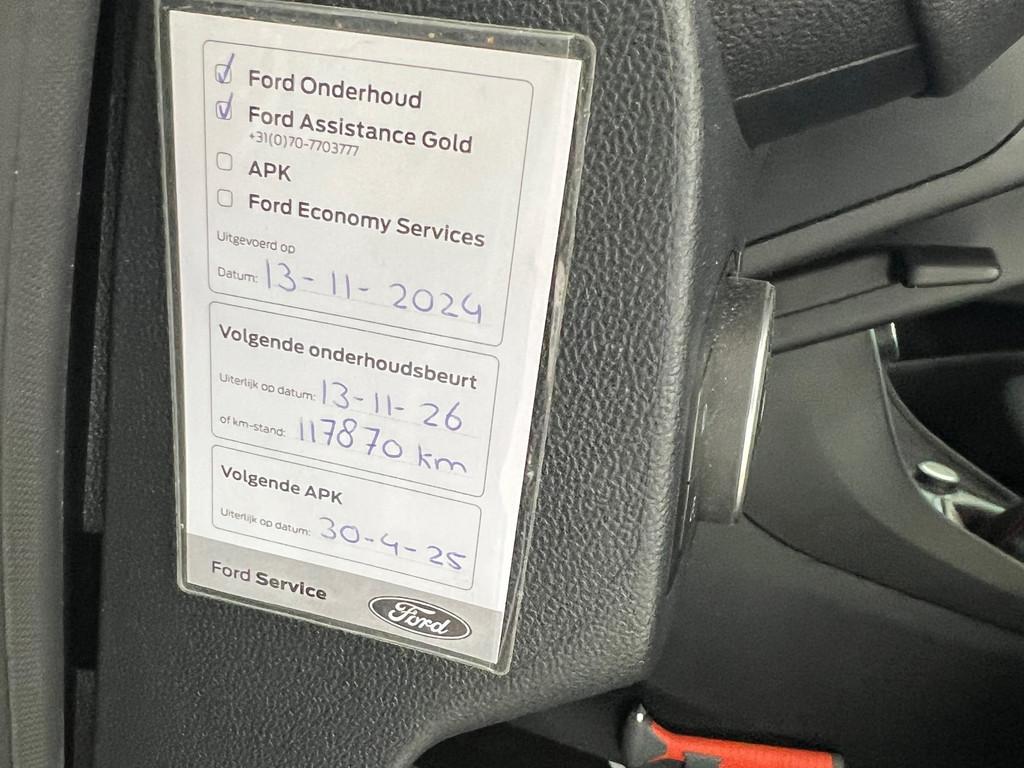 Ford Onderhoud
Ford Assistance Gold
+31(0)70-7703777
APK
Ford Economy Services
Uitgevoerd op
Datum: 13-11-2024
Volgende onderhoudsbeurt
Uiterlijk op datum: 13-11-26
of km-stand: 117870 km
Volgende APK
Uiterlijk op datum: 30-4-25
Ford Service
Ford